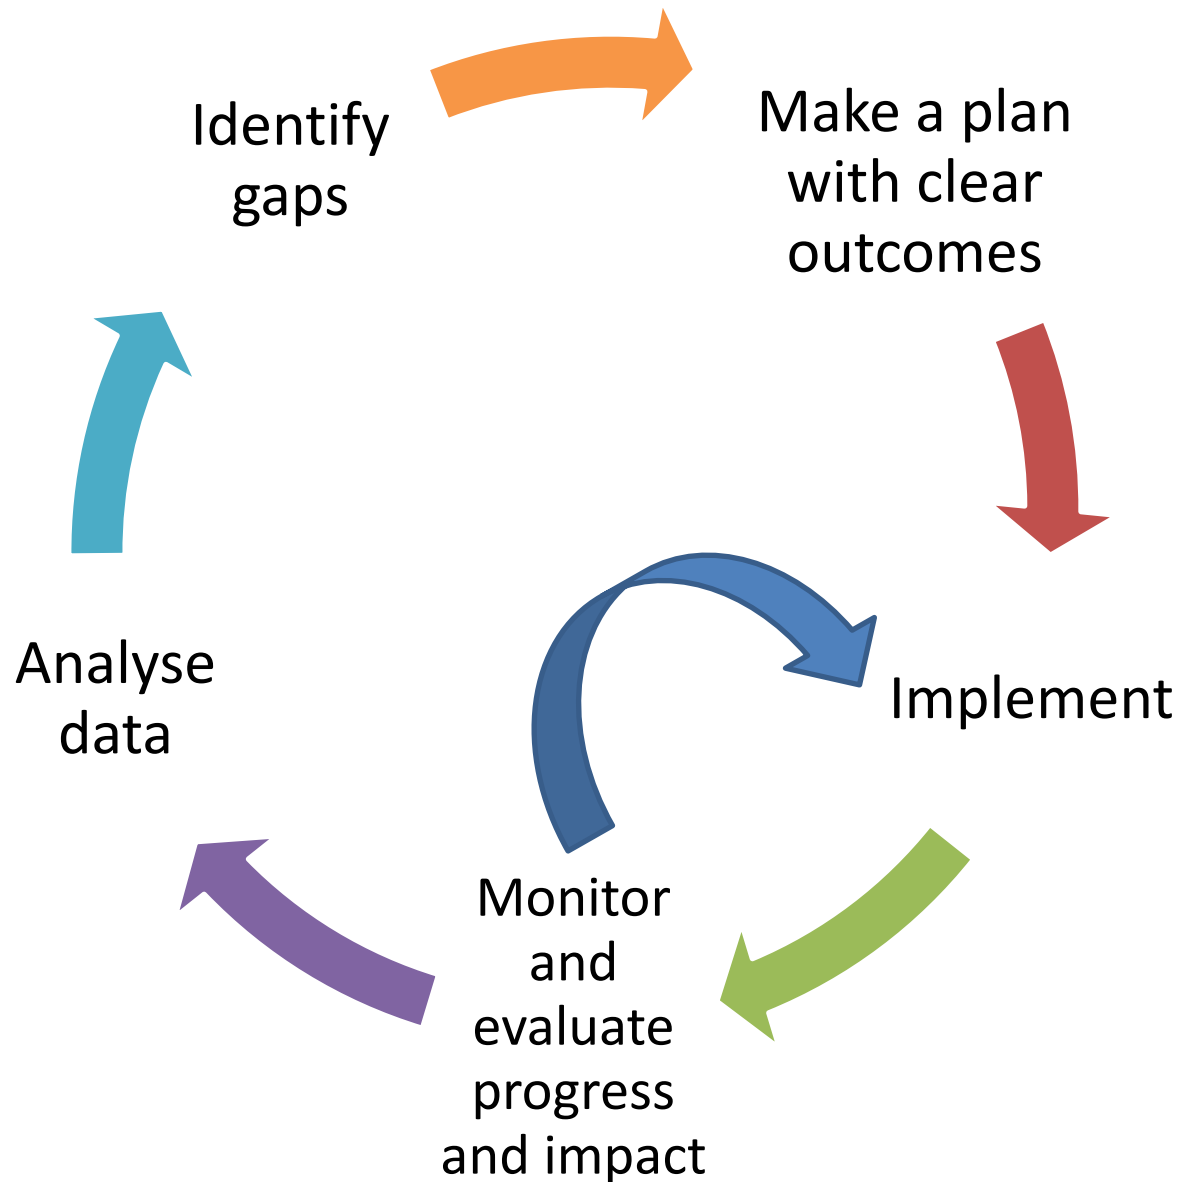 Identify
gaps
Make a plan
with clear
outcomes
Implement
Monitor
and
evaluate
progress
and impact
Analyse
data